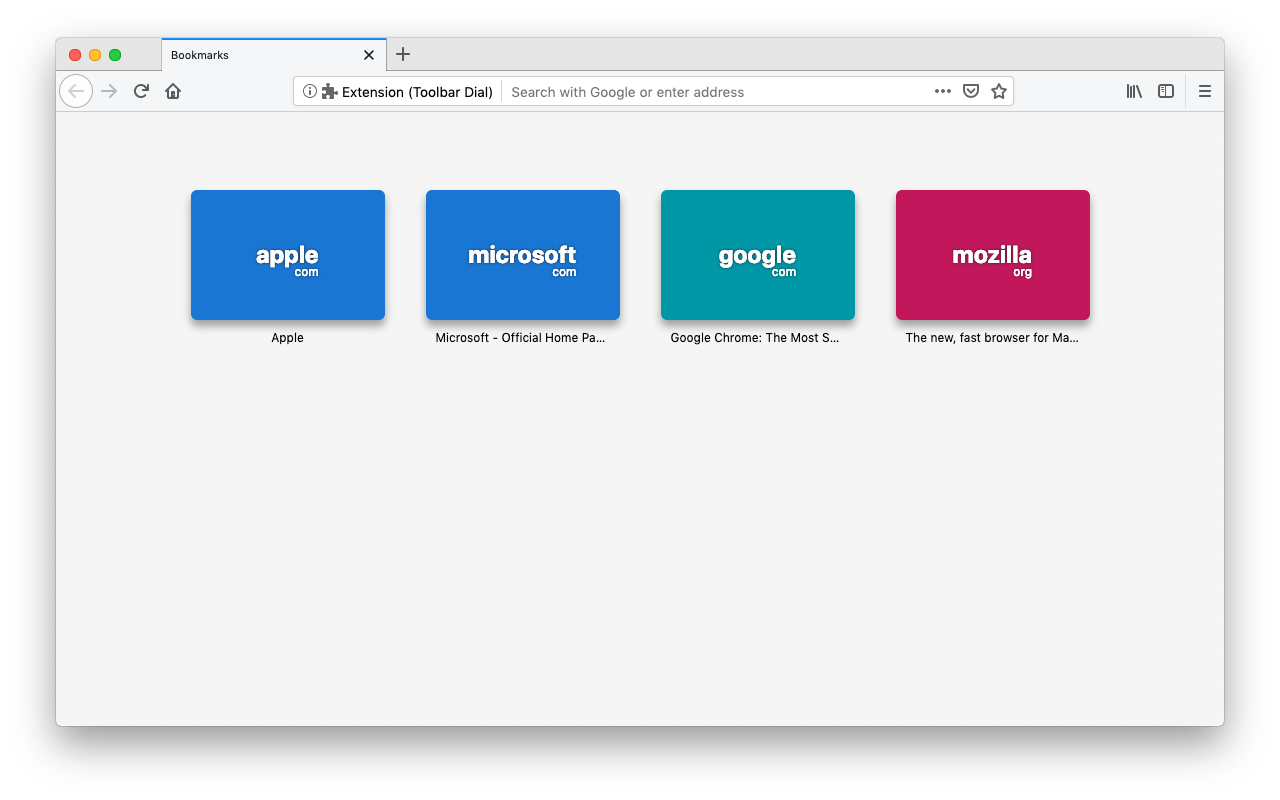 Bookmarks
Extension (Toolbar Dial) Search with Google or enter address
apple
com
microsoft
com
google
com
mozilla
org
Apple
Microsoft - Official Home Pa...
Google Chrome: The Most S...
The new, fast browser for Ma...